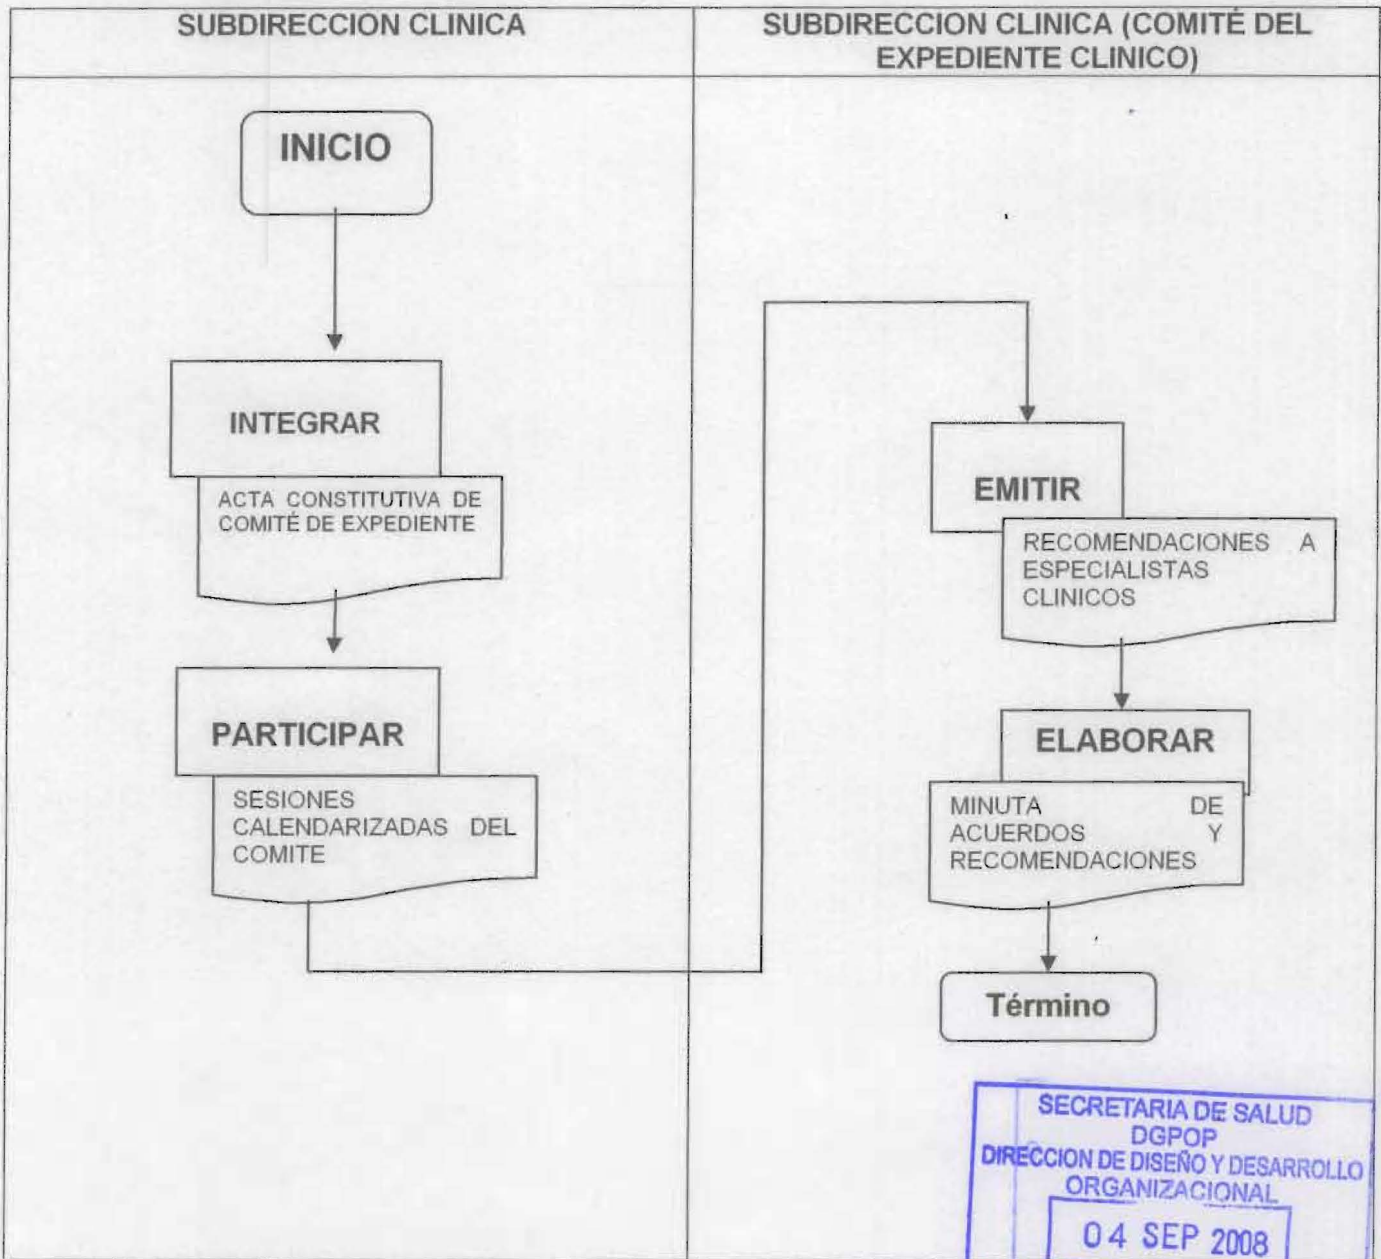 SUBDIRECCION CLINICA
SUBDIRECCION CLINICA (COMITÉ DEL
EXPEDIENTE CLINICO)
INICIO
INTEGRAR
ACTA CONSTITUTIVA DE
COMITÉ DE EXPEDIENTE
PARTICIPAR
SESIONES
CALENDARIZADAS DEL
COMITE
EMITIR
RECOMENDACIONES A
ESPECIALISTAS
CLINICOS
ELABORAR
MINUTA DE
ACUERDOS Y
RECOMENDACIONES
Término
SECRETARIA DE SALUD
DGPOP
DIRECCION DE DISEÑO Y DESARROLLO
ORGANIZACIONAL
04 SEP 2008